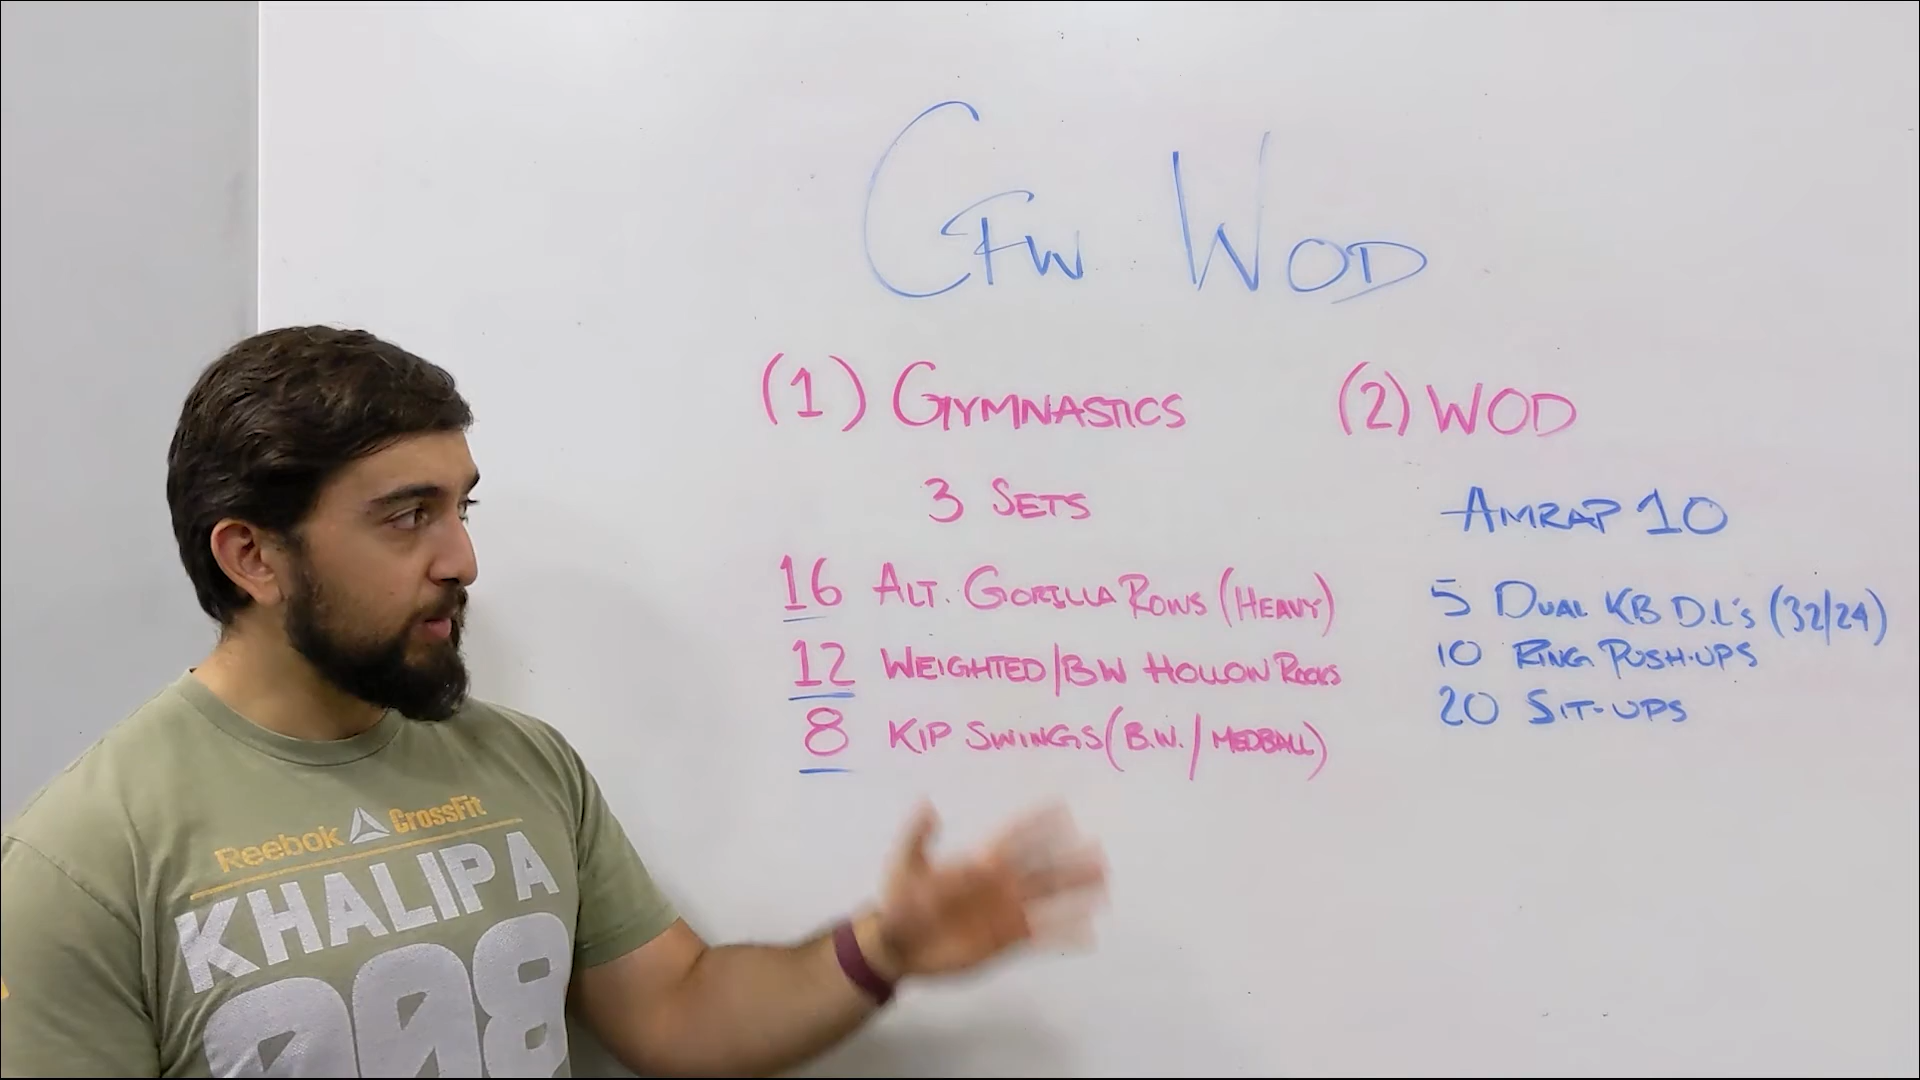 CFW WOD
(1) GYMNASTICS
3 SETS
16 ALT. GORILLA ROWS (HEAVY)
12 WEIGHTED/BW HOLLOW ROCKS
8 KIP SWINGS (B.W./MEDBALL)
(2) WOD
AMRAP 10
5 DUAL KB D.L's (32/24)
10 RING PUSH-UPS
20 SIT-UPS
Reebok CrossFit
KHALIPA
008